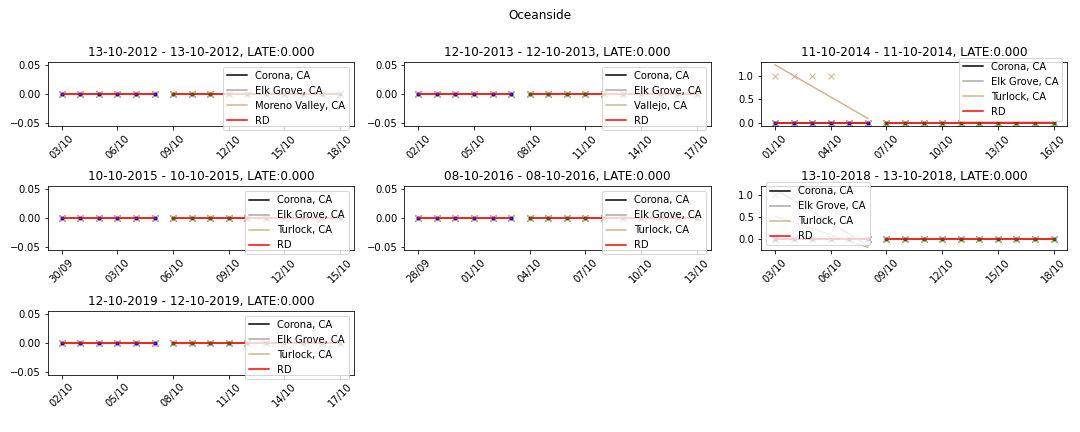 Oceanside
13-10-2012 - 13-10-2012, LATE:0.000
0.05
0.00
−0.05
03/10
06/10
09/10
12/10
15/10
18/10
Corona, CA
Elk Grove, CA
Moreno Valley, CA
RD
12-10-2013 - 12-10-2013, LATE:0.000
0.05
0.00
−0.05
02/10
05/10
08/10
11/10
14/10
17/10
Corona, CA
Elk Grove, CA
Vallejo, CA
RD
11-10-2014 - 11-10-2014, LATE:0.000
1.0
0.5
0.0
01/10
04/10
07/10
10/10
13/10
16/10
Corona, CA
Elk Grove, CA
Turlock, CA
RD
10-10-2015 - 10-10-2015, LATE:0.000
0.05
0.00
−0.05
30/09
03/10
06/10
09/10
12/10
15/10
Corona, CA
Elk Grove, CA
Turlock, CA
RD
08-10-2016 - 08-10-2016, LATE:0.000
0.05
0.00
−0.05
28/09
01/10
04/10
07/10
10/10
13/10
Corona, CA
Elk Grove, CA
Turlock, CA
RD
13-10-2018 - 13-10-2018, LATE:0.000
1.0
0.5
0.0
03/10
06/10
09/10
12/10
15/10
18/10
Corona, CA
Elk Grove, CA
Turlock, CA
RD
12-10-2019 - 12-10-2019, LATE:0.000
0.05
0.00
−0.05
02/10
05/10
08/10
11/10
14/10
17/10
Corona, CA
Elk Grove, CA
Turlock, CA
RD